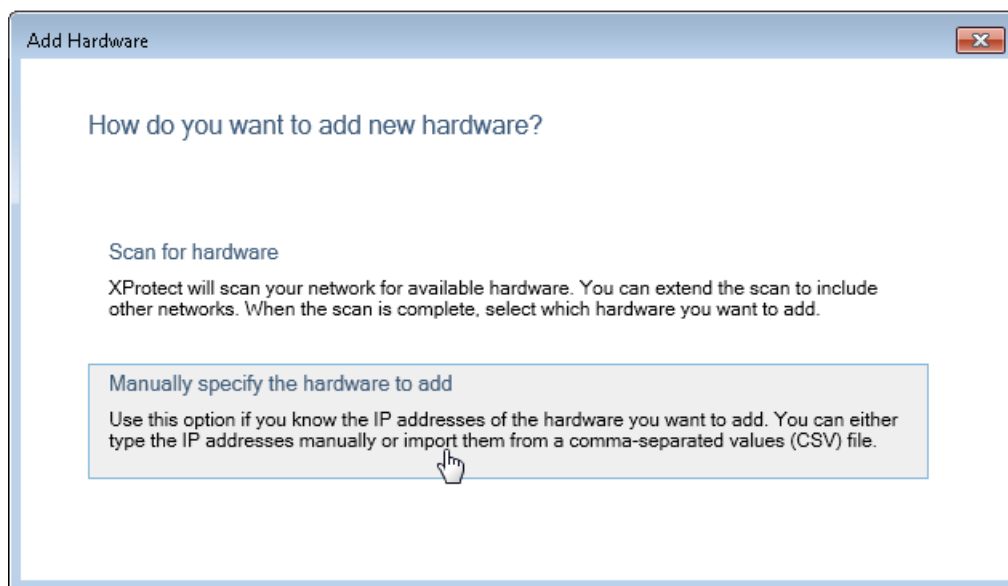 Add Hardware
How do you want to add new hardware?
Scan for hardware
XProtect will scan your network for available hardware. You can extend the scan to include
other networks. When the scan is complete, select which hardware you want to add.
Manually specify the hardware to add
Use this option if you know the IP addresses of the hardware you want to add. You can either
type the IP addresses manually or import them from a comma-separated values (CSV) file.